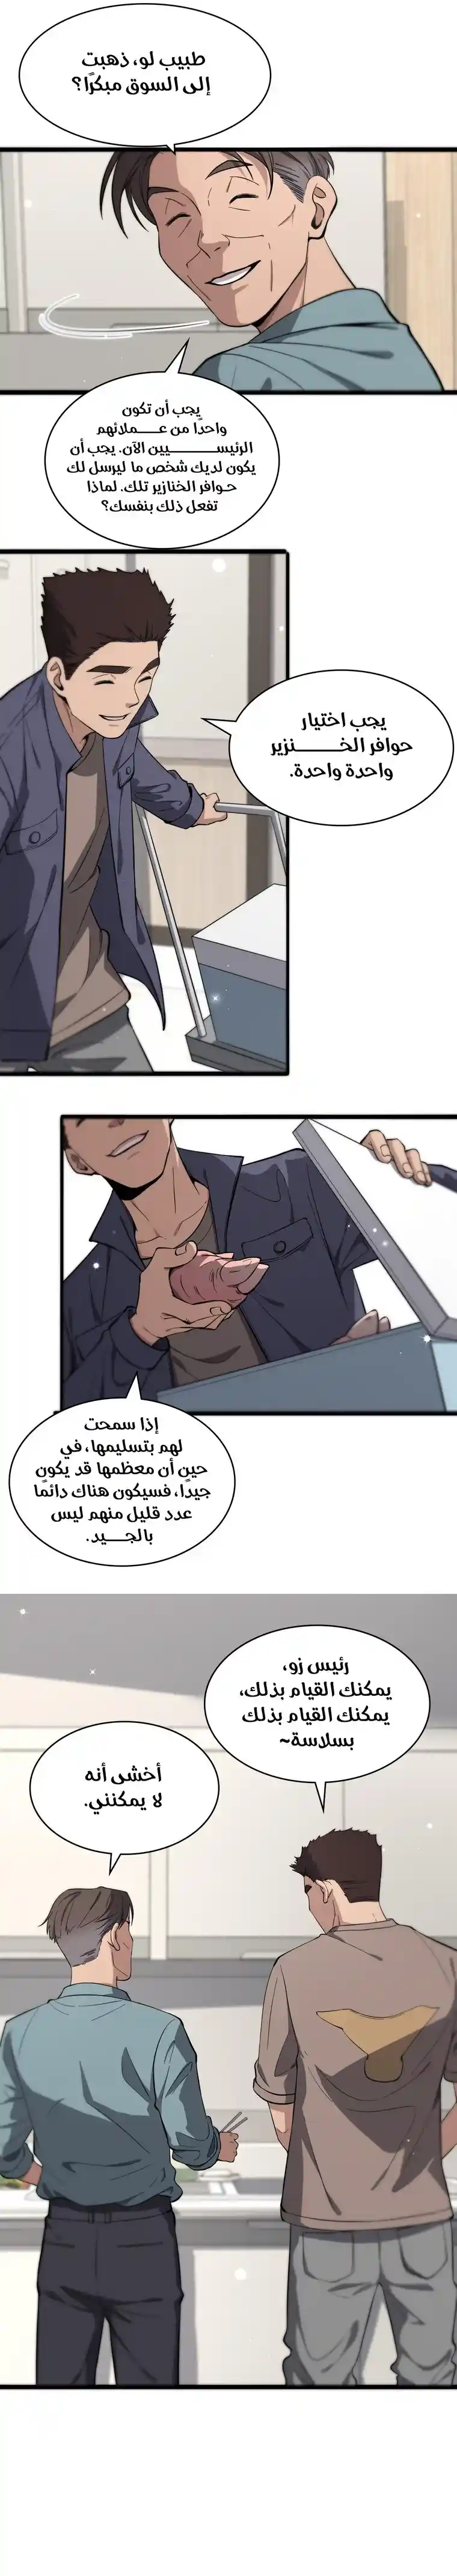 طبيب لو، ذهبت
إلى السوق مبكرًا؟
يجب أن تكون
واحدًا من عـــملائهم
الرئيســـــيين الآن. يجب أن
يكون لديك شخص ما ليرسل لك
حـوافر الخنازير تلك. لماذا
تفعل ذلك بنفسك؟
يجب اختيار
حوافر الخـــــنزير
واحدة واحدة.
إذا سمحت
لهم بتسليمها، في
حين أن معظمها قد يكون
جيدًا، فسيكون هناك دائمًا
عدد قليل منهم ليس
بالجـــيد.
رئيس زو،
يمكنك القيام بذلك،
يمكنك القيام بذلك
بسلاسة~
أخشى أنه
لا يمكنني.